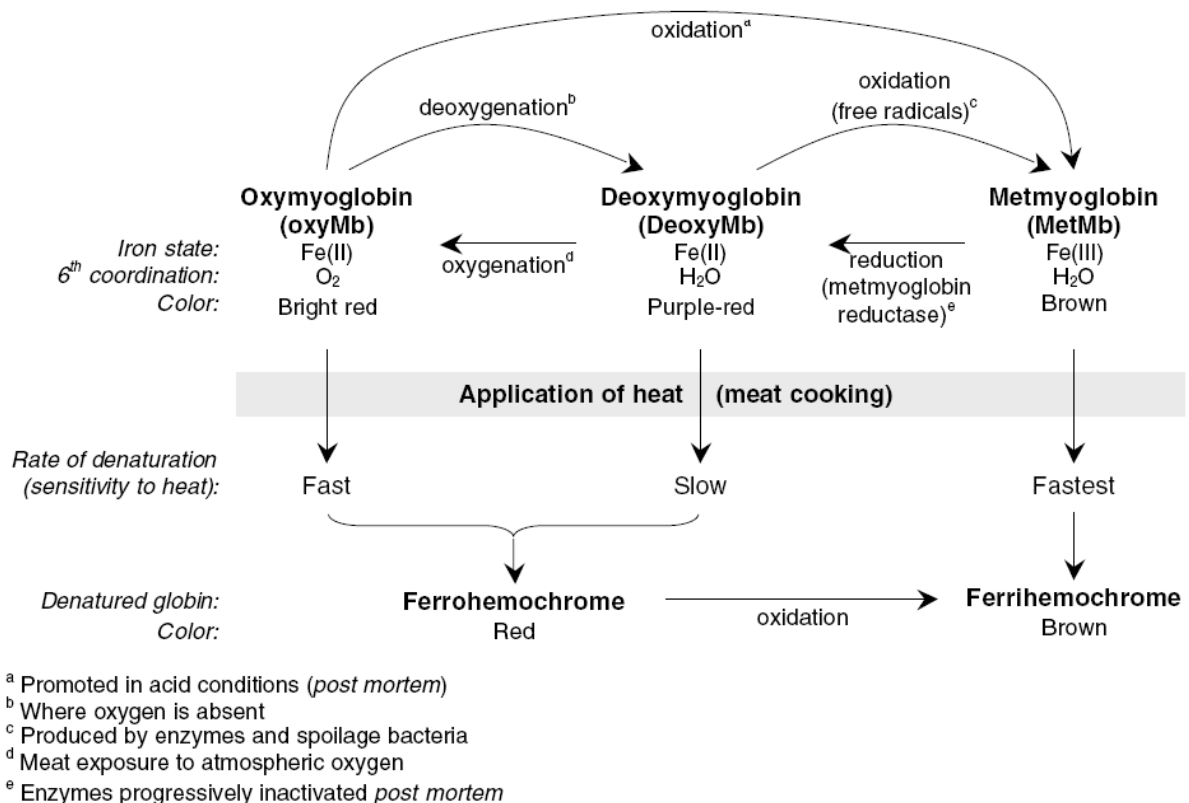 oxidationᵃ
deoxygenationᵇ
oxidation
(free radicals)ᶜ
Oxymyoglobin
(oxyMb)
Deoxymyoglobin
(DeoxyMb)
Metmyoglobin
(MetMb)
Iron state:
Fe(II)
Fe(II)
Fe(III)
oxygenationᵈ
reduction
(metmyoglobin
reductase)ᵉ
6ᵗʰ coordination:
O₂
H₂O
H₂O
Color:
Bright red
Purple-red
Brown
Application of heat (meat cooking)
Rate of denaturation
(sensitivity to heat):
Fast
Slow
Fastest
Denatured globin:
Ferrohemochrome
oxidation
Ferrihemochrome
Color:
Red
Brown
ᵃ Promoted in acid conditions (post mortem)
ᵇ Where oxygen is absent
ᶜ Produced by enzymes and spoilage bacteria
ᵈ Meat exposure to atmospheric oxygen
ᵉ Enzymes progressively inactivated post mortem